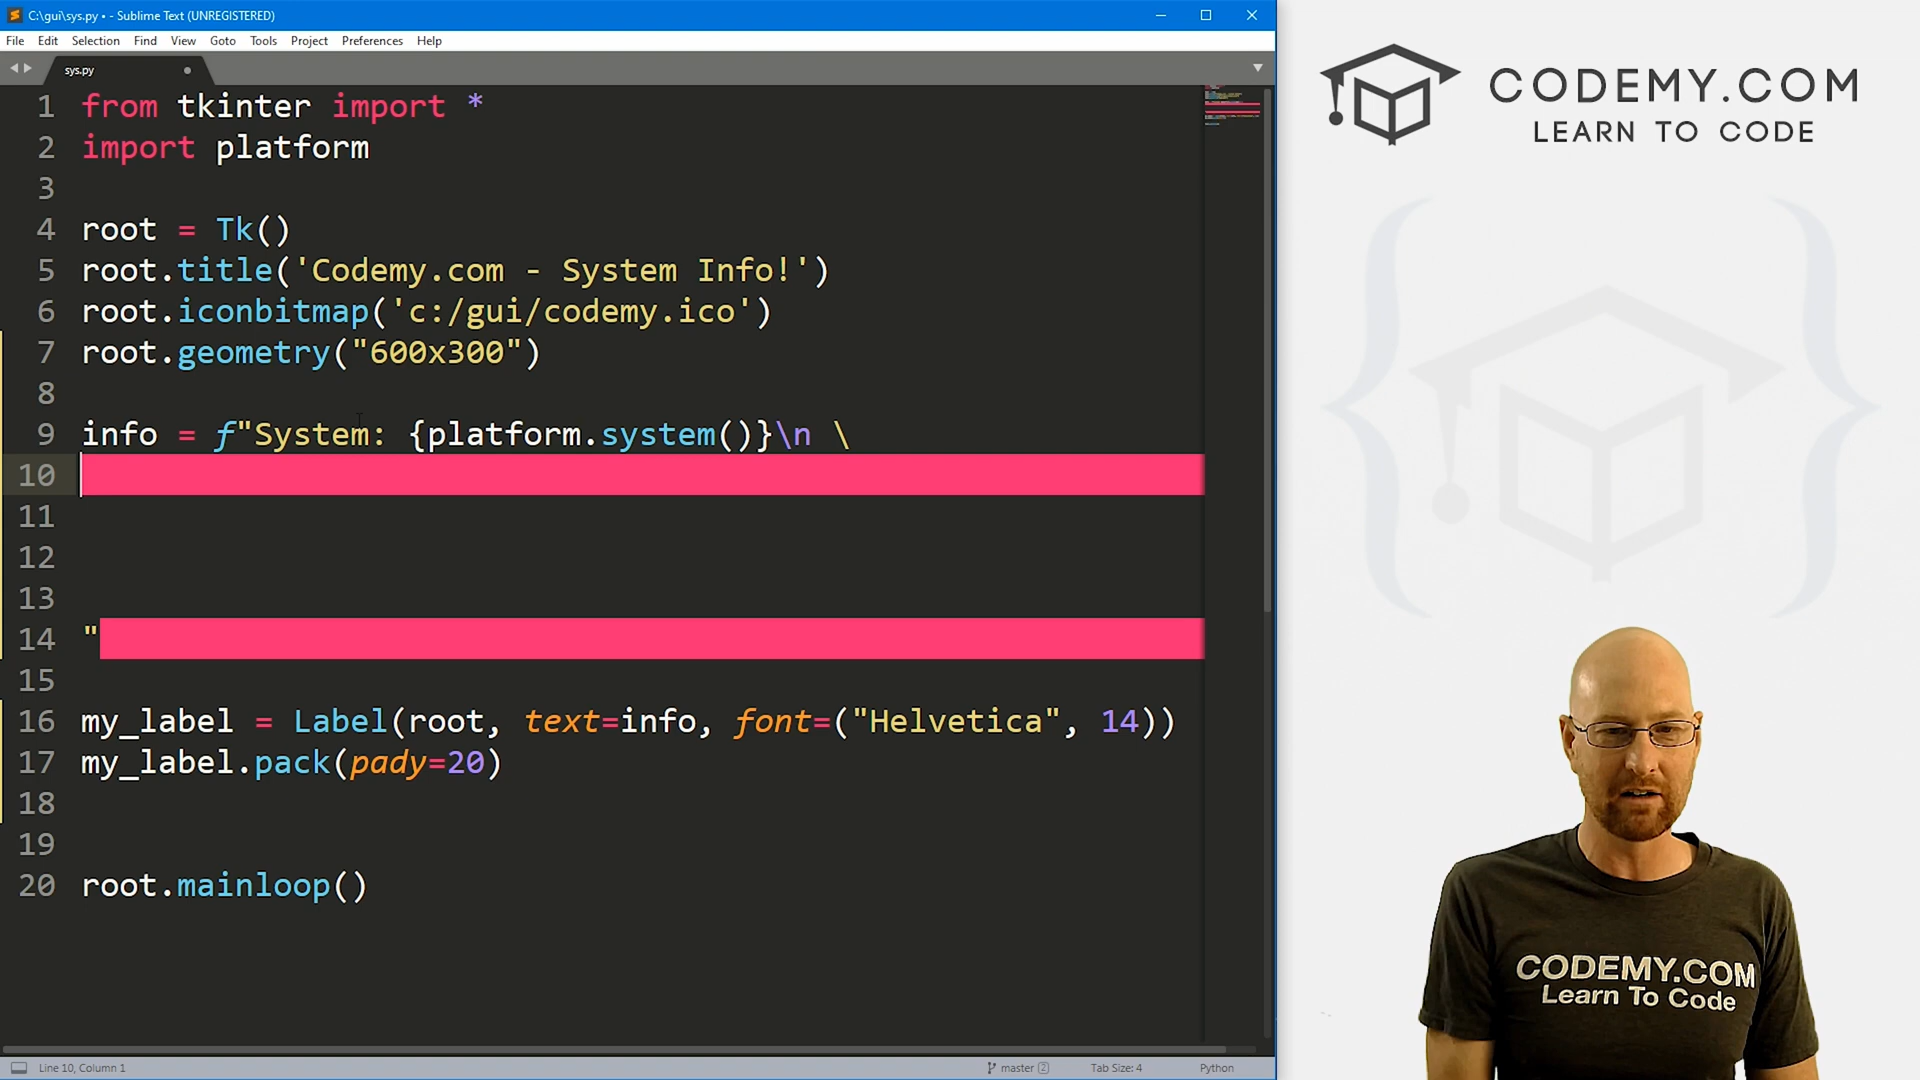 C:\gui\sys.py • - Sublime Text (UNREGISTERED)
File Edit Selection Find View Goto Tools Project Preferences Help
sys.py
1 from tkinter import *
2 import platform
3
4 root = Tk()
5 root.title('Codemy.com - System Info!')
6 root.iconbitmap('c:/gui/codemy.ico')
7 root.geometry("600x300")
8
9 info = f"System: {platform.system()}\n \
10
11
12
13
14 "
15
16 my_label = Label(root, text=info, font=("Helvetica", 14))
17 my_label.pack(pady=20)
18
19
20 root.mainloop()
Line 10, Column 1
master 2
Tab Size: 4
Python
CODEMY.COM
LEARN TO CODE
CODEMY.COM
Learn To Code